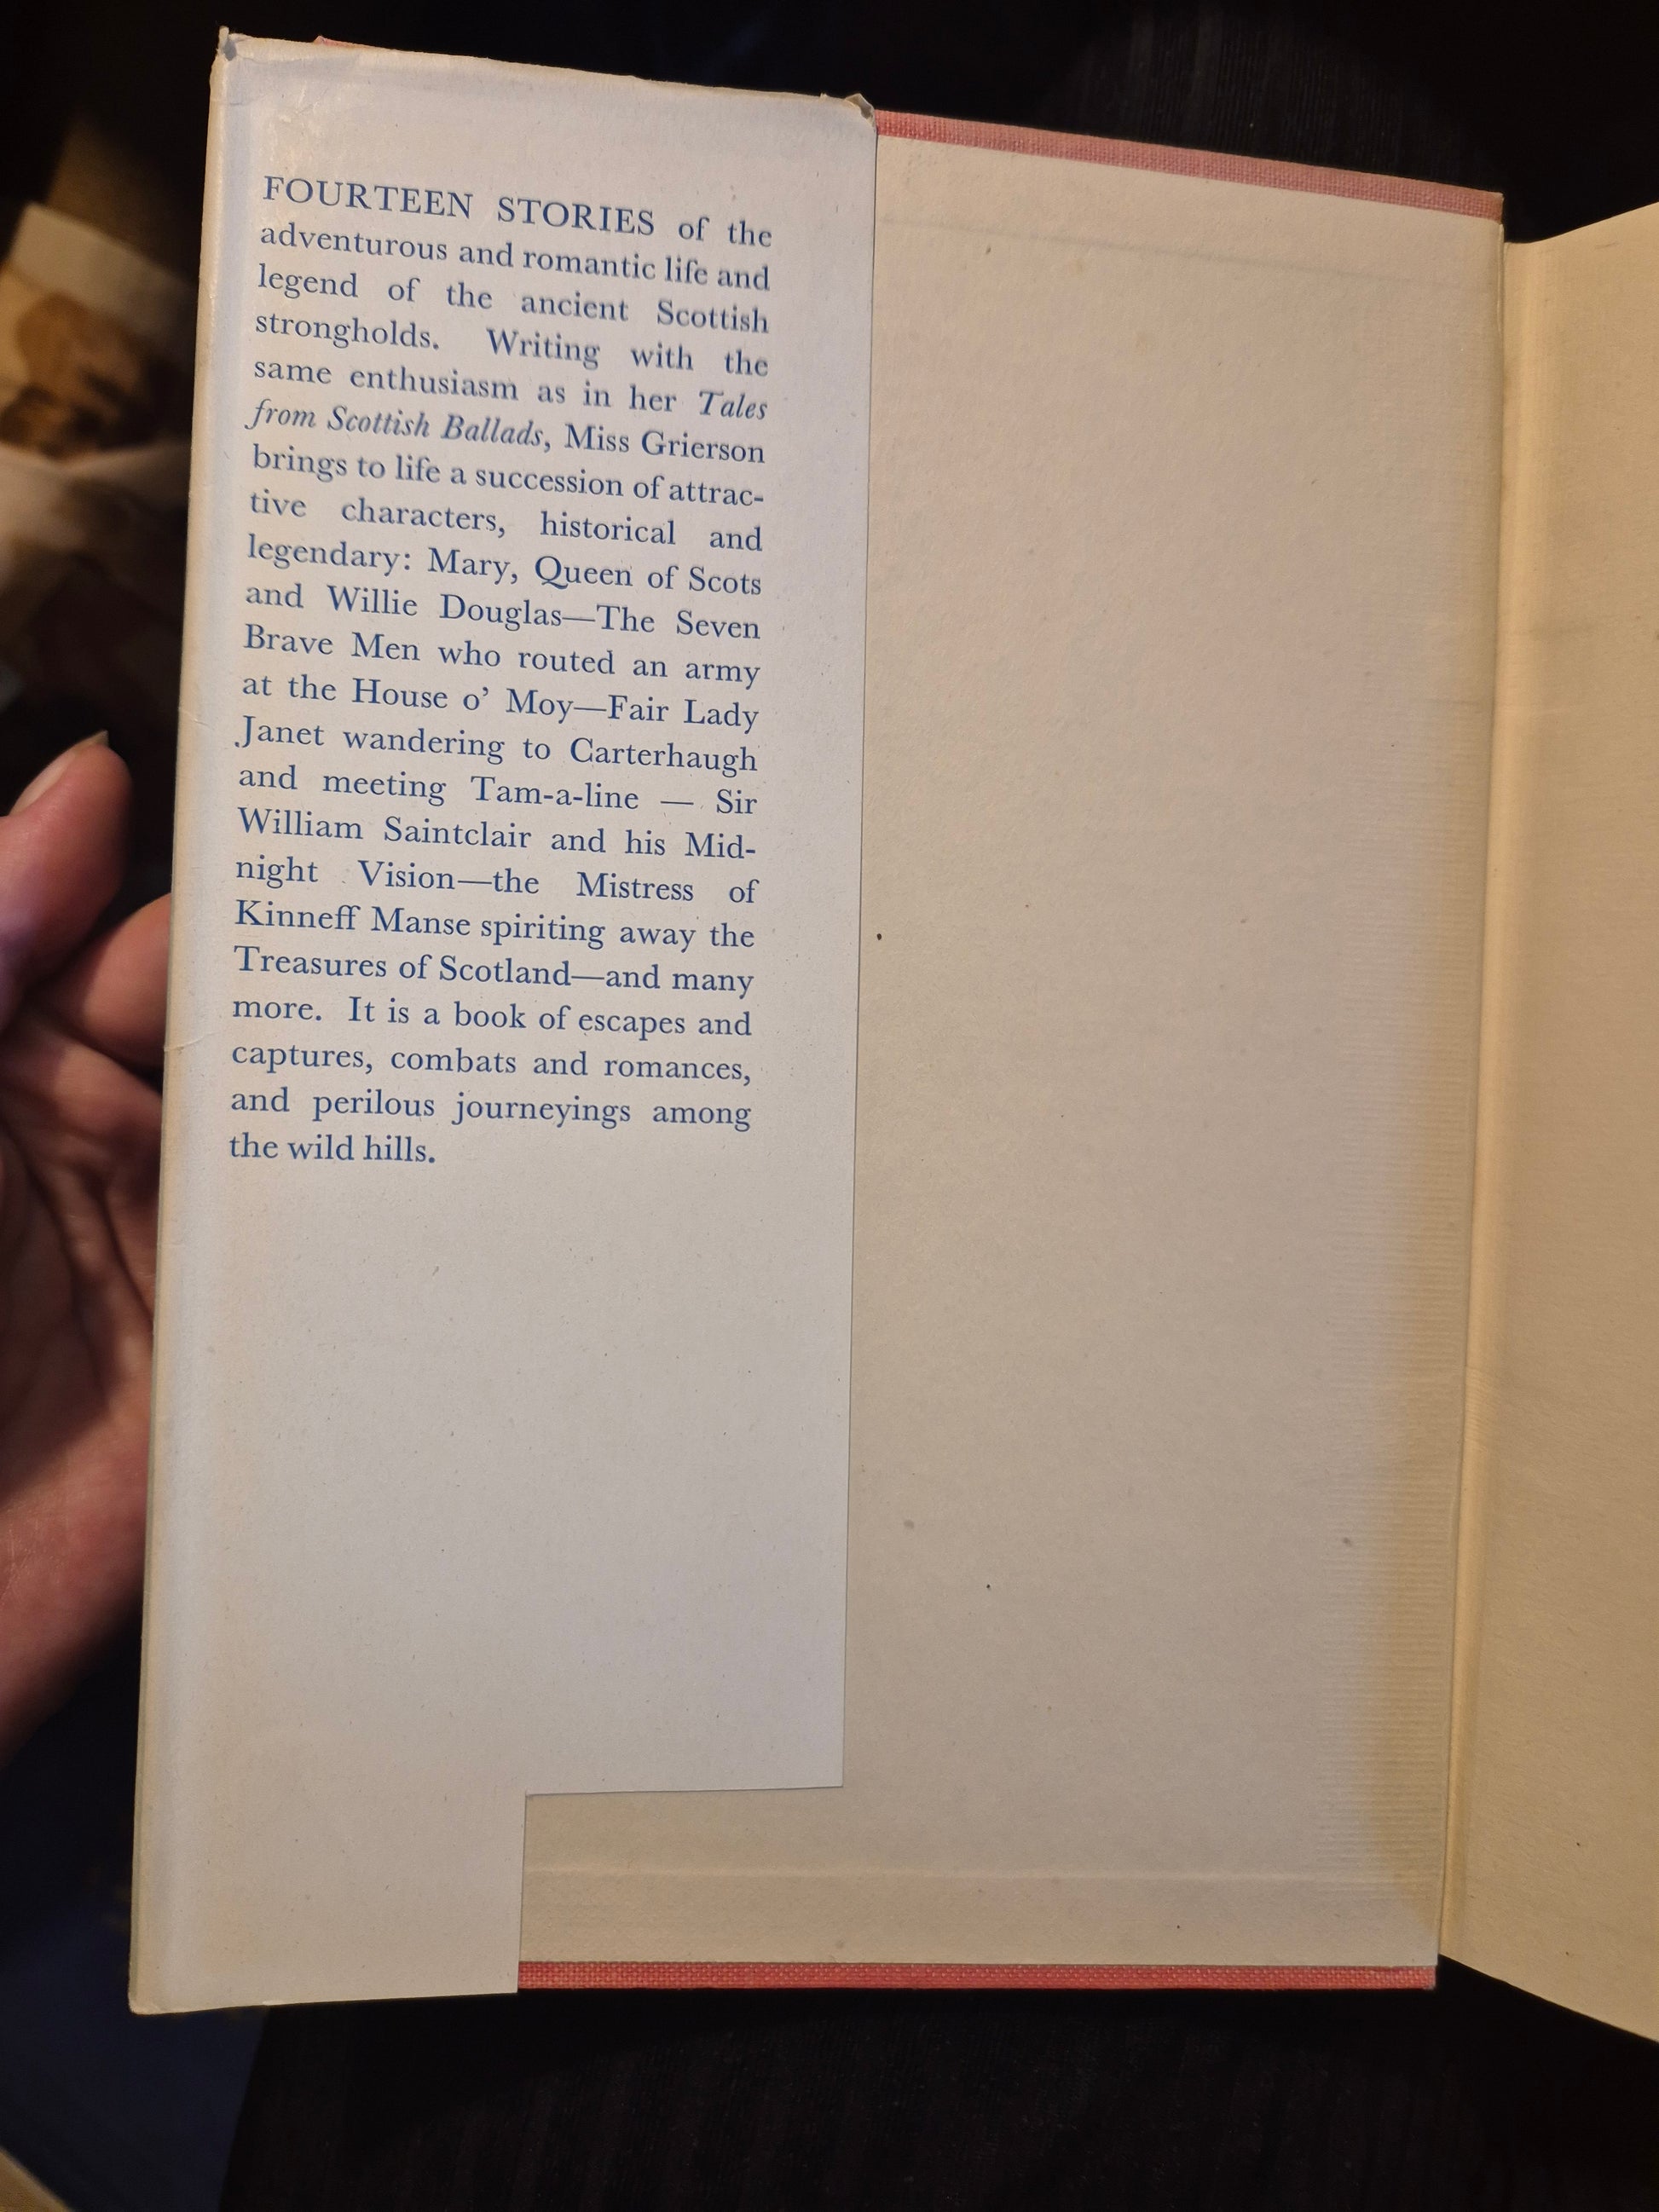 FOURTEEN STORIES of the
adventurous and romantic life and
legend of the ancient Scottish
strongholds. Writing with the
same enthusiasm as in her Tales
from Scottish Ballads, Miss Grierson
brings to life a succession of attrac-
tive characters, historical and
legendary: Mary, Queen of Scots
and Willie Douglas—The Seven
Brave Men who routed an army
at the House o' Moy—Fair Lady
Janet wandering to Carterhaugh
and meeting Tam-a-line — Sir
William Saintclair and his Mid-
night Vision—the Mistress of
Kinneff Manse spiriting away the
Treasures of Scotland—and many
more. It is a book of escapes and
captures, combats and romances,
and perilous journeyings among
the wild hills.